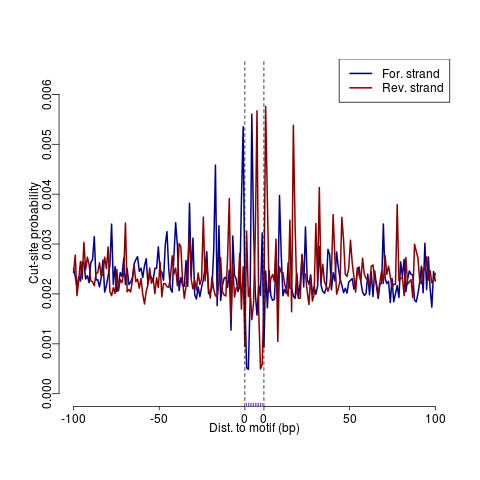 For. strand
Rev. strand
0.006
0.005
0.004
0.003
0.002
0.001
0.000
Cut-site probability
-100 -50 0 0 50 100
Dist. to motif (bp)